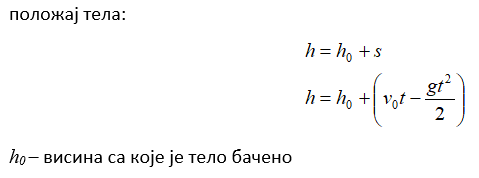 положај тела:
h = h₀ + s
h = h₀ + (v₀t − gt²/2)
h₀ – висина са које је тело бачено